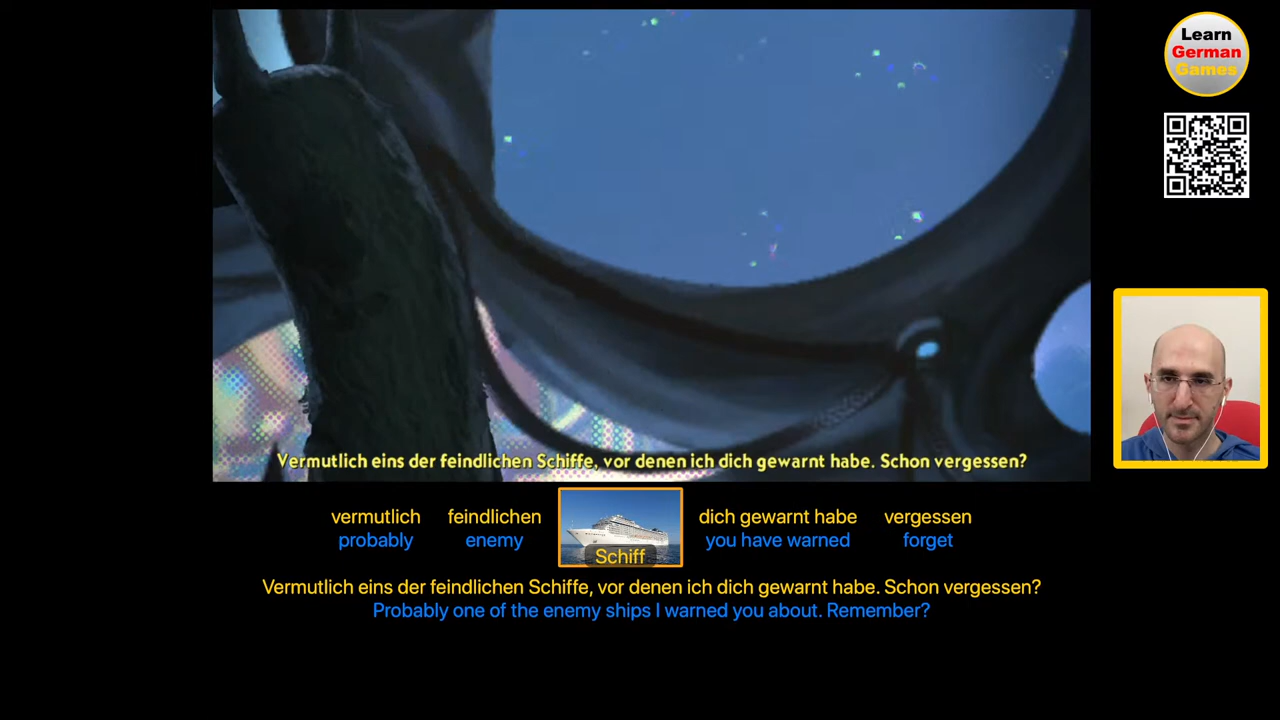 Learn
German
Games
Vermutlich eins der feindlichen Schiffe, vor denen ich dich gewarnt habe. Schon vergessen?
vermutlich feindlichen dich gewarnt habe vergessen
probably enemy you have warned forget
Schiff
Vermutlich eins der feindlichen Schiffe, vor denen ich dich gewarnt habe. Schon vergessen?
Probably one of the enemy ships I warned you about. Remember?